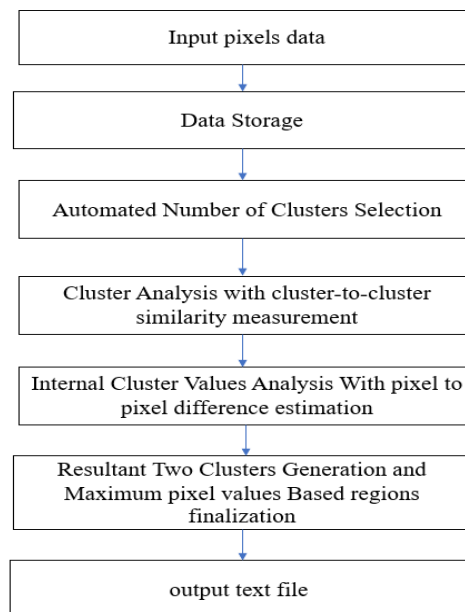 Input pixels data
Data Storage
Automated Number of Clusters Selection
Cluster Analysis with cluster-to-cluster
similarity measurement
Internal Cluster Values Analysis With pixel to
pixel difference estimation
Resultant Two Clusters Generation and
Maximum pixel values Based regions
finalization
output text file